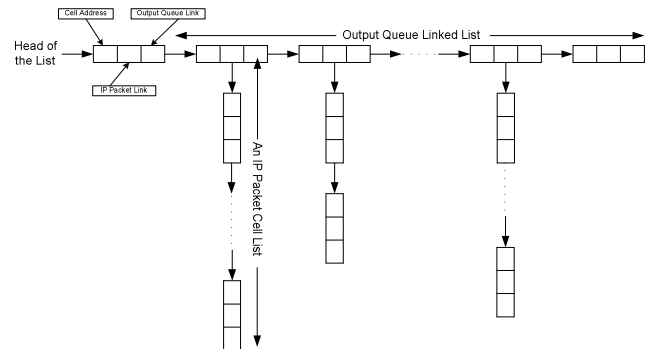 Cell Address
Output Queue Link
Output Queue Linked List
Head of
the List
IP Packet Link
An IP Packet Cell List